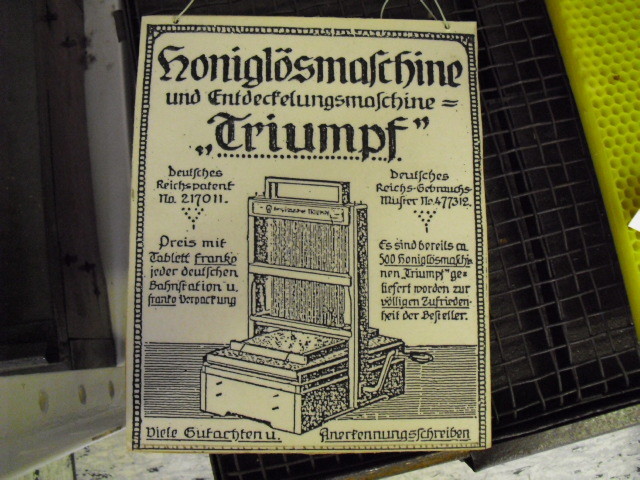 Honiglösmaschine
und Entdeckelungsmaschine =
„Triumpf”
Deutsches
Reichspatent
No. 217011.
Deutsches
Reichs-Gebrauchs-
Muster No. 477312.
Preis mit
Tablett franko
jeder deutschen
Bahnstation u.
franko Verpackung
Es sind bereits ca.
500 Honiglösmaschi-
nen „Triumpf” ge-
liefert worden zur
völligen Zufrieden-
heit der Besteller.
Viele Gutachten u.
Anerkennungsschreiben